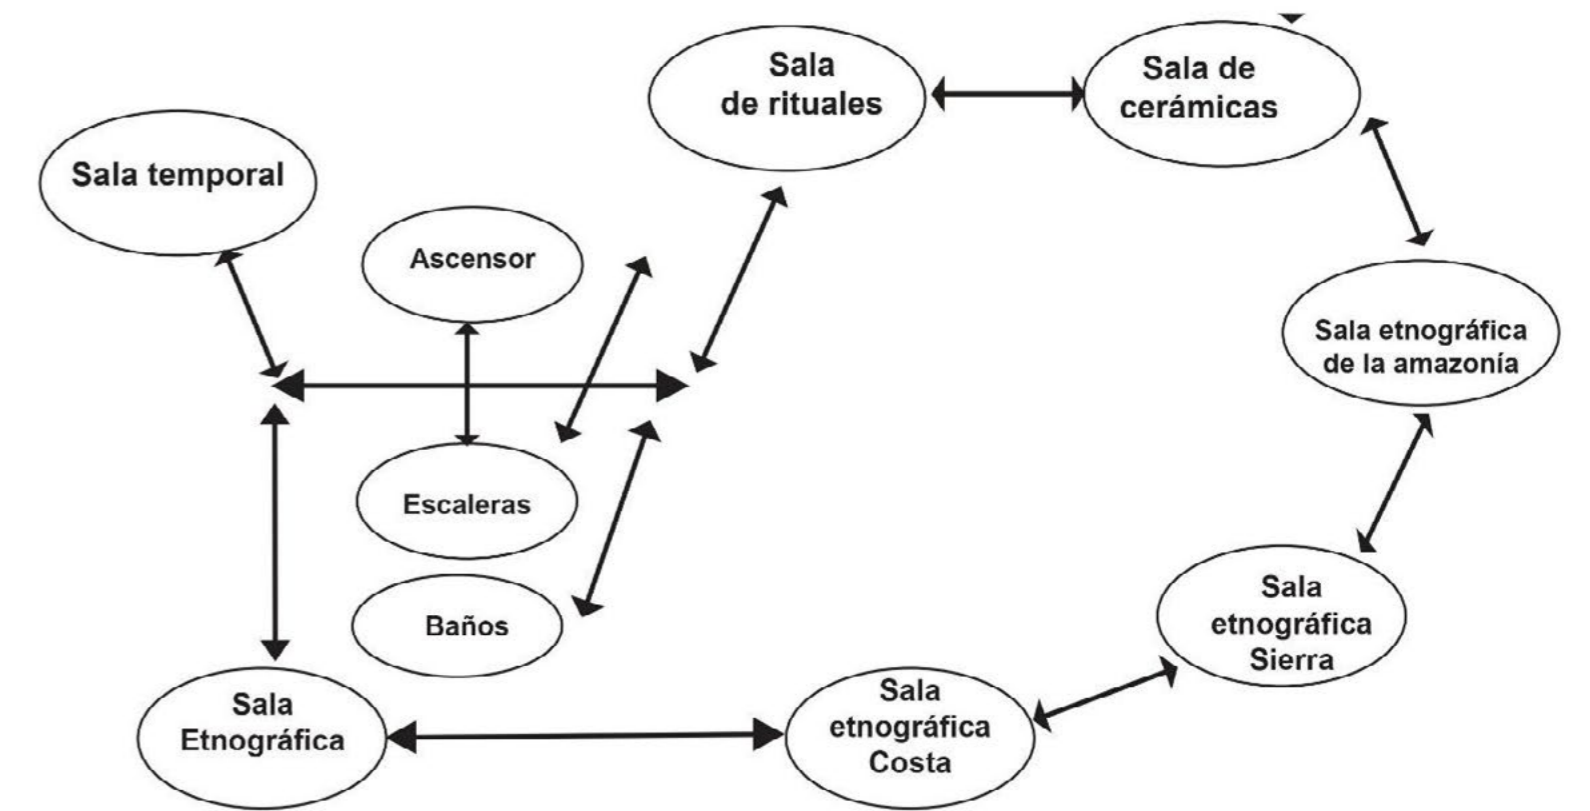 Sala
de rituales
Sala de
cerámicas
Sala temporal
Ascensor
Sala etnográfica
de la amazonía
Escaleras
Baños
Sala
etnográfica
Sierra
Sala
Etnográfica
Sala
etnográfica
Costa